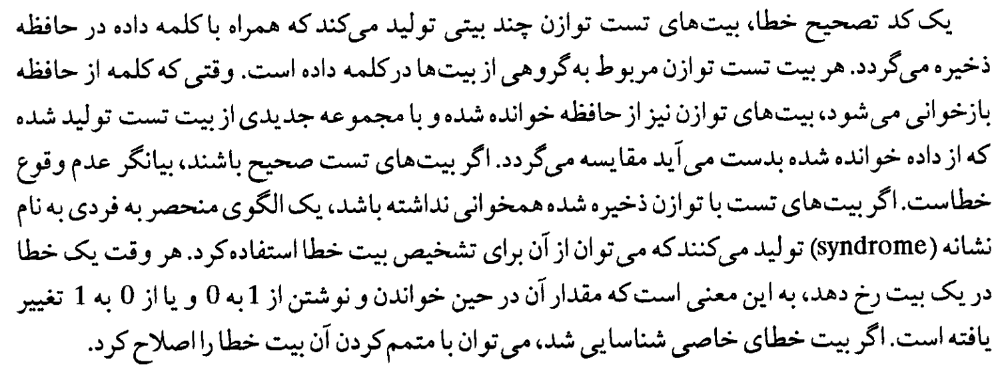 یک کد تصحیح خطا، بیت‌های تست توازن چند بیتی تولید می‌کند که همراه با کلمه داده در حافظه
ذخیره می‌گردد. هر بیت تست توازن مربوط به گروهی از بیت‌ها در کلمه داده است. وقتی که کلمه از حافظه
بازخوانی می‌شود، بیت‌های توازن نیز از حافظه خوانده شده و با مجموعه جدیدی از بیت تست تولید شده
که از داده خوانده شده بدست می‌آید مقایسه می‌گردد. اگر بیت‌های تست صحیح باشند، بیانگر عدم وقوع
خطاست. اگر بیت‌های تست با توازن ذخیره شده همخوانی نداشته باشد، یک الگوی منحصر به فردی به نام
نشانه (syndrome) تولید می‌کنند که می‌توان از آن برای تشخیص بیت خطا استفاده کرد. هر وقت یک خطا
در یک بیت رخ دهد، به این معنی است که مقدار آن در حین خواندن و نوشتن از 1 به 0 و یا از 0 به 1 تغییر
یافته است. اگر بیت خطای خاصی شناسایی شد، می‌توان با متمم کردن آن بیت خطا را اصلاح کرد.